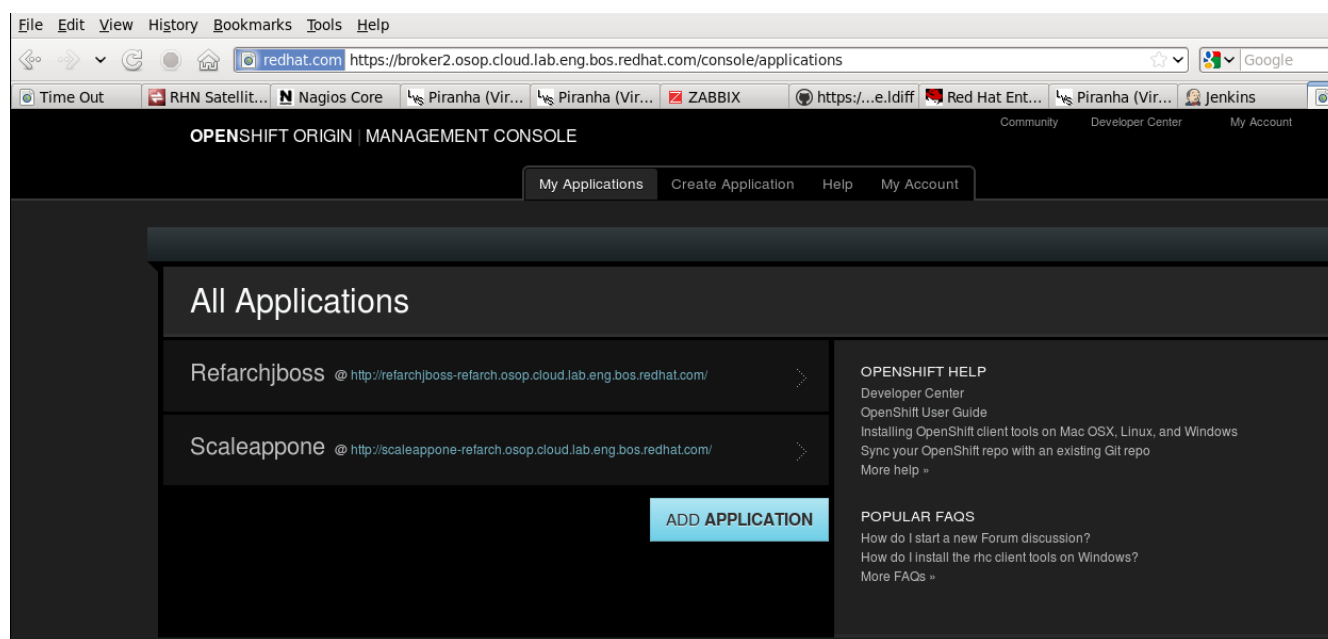 File Edit View History Bookmarks Tools Help
redhat.com https://broker2.osop.cloud.lab.eng.bos.redhat.com/console/applications Google
Time Out RHN Satellit... Nagios Core Piranha (Vir... Piranha (Vir... ZABBIX https:/...e.ldiff Red Hat Ent... Piranha (Vir... Jenkins
OPENSHIFT ORIGIN | MANAGEMENT CONSOLE
Community Developer Center My Account
My Applications Create Application Help My Account
All Applications
Refarchjboss @ http://refarchjboss-refarch.osop.cloud.lab.eng.bos.redhat.com/
Scaleappone @ http://scaleappone-refarch.osop.cloud.lab.eng.bos.redhat.com/
ADD APPLICATION
OPENSHIFT HELP
Developer Center
OpenShift User Guide
Installing OpenShift client tools on Mac OSX, Linux, and Windows
Sync your OpenShift repo with an existing Git repo
More help »
POPULAR FAQS
How do I start a new Forum discussion?
How do I install the rhc client tools on Windows?
More FAQs »